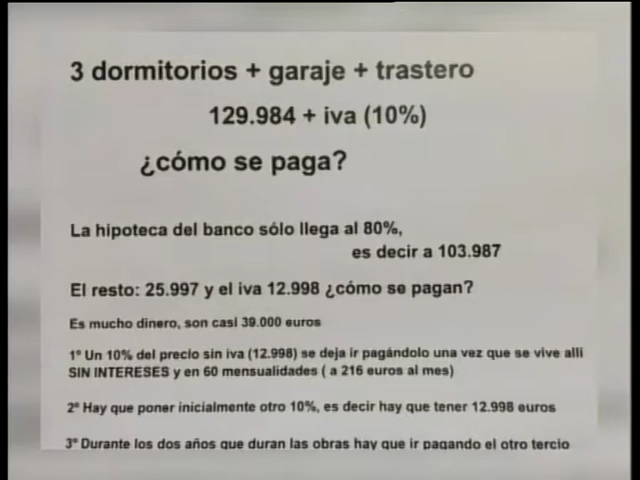 3 dormitorios + garaje + trastero
129.984 + iva (10%)
¿cómo se paga?
La hipoteca del banco sólo llega al 80%,
es decir a 103.987
El resto: 25.997 y el iva 12.998 ¿cómo se pagan?
Es mucho dinero, son casi 39.000 euros
1º Un 10% del precio sin iva (12.998) se deja ir pagándolo una vez que se vive allí
SIN INTERESES y en 60 mensualidades ( a 216 euros al mes)
2º Hay que poner inicialmente otro 10%, es decir hay que tener 12.998 euros
3º Durante los dos años que duran las obras hay que ir pagando el otro tercio